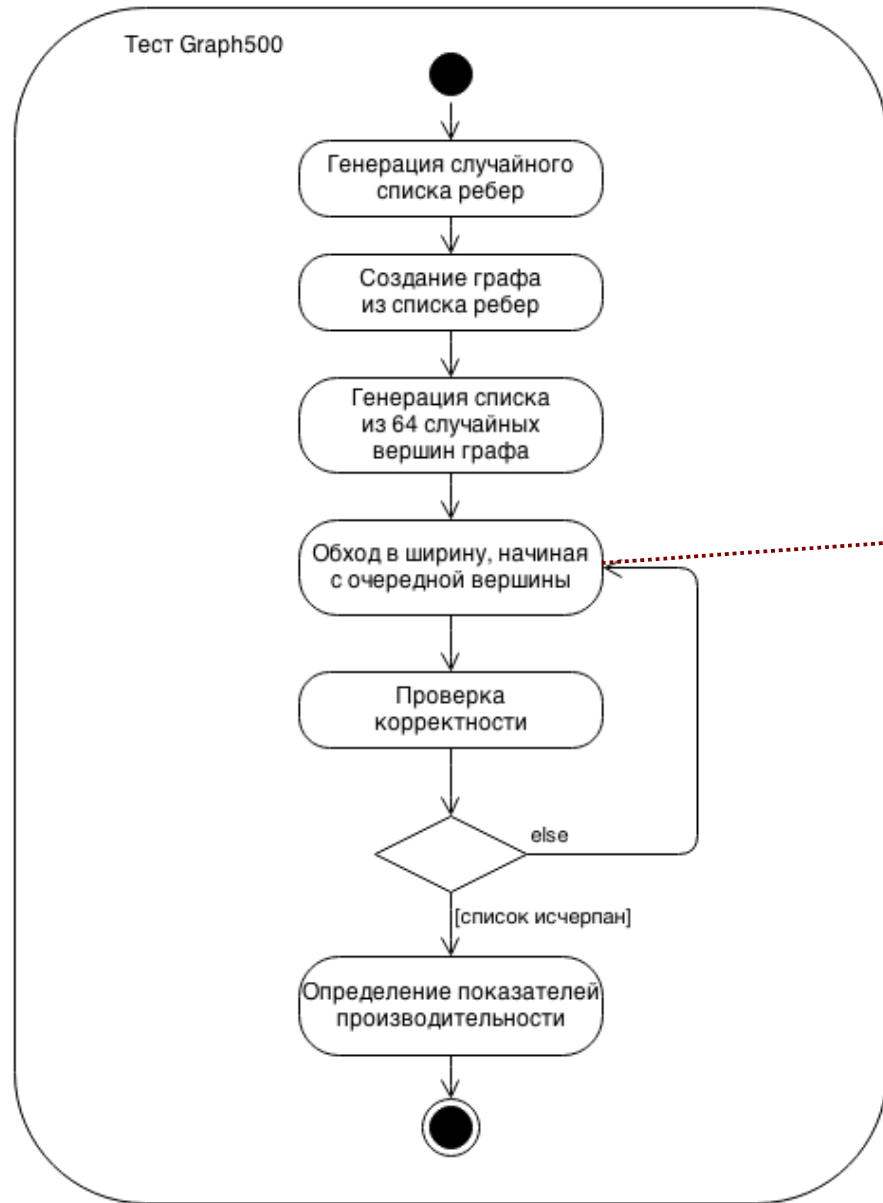 Тест Graph500
Генерация случайного
списка ребер
Создание графа
из списка ребер
Генерация списка
из 64 случайных
вершин графа
Обход в ширину, начиная
с очередной вершины
Проверка
корректности
else
[список исчерпан]
Определение показателей
производительности